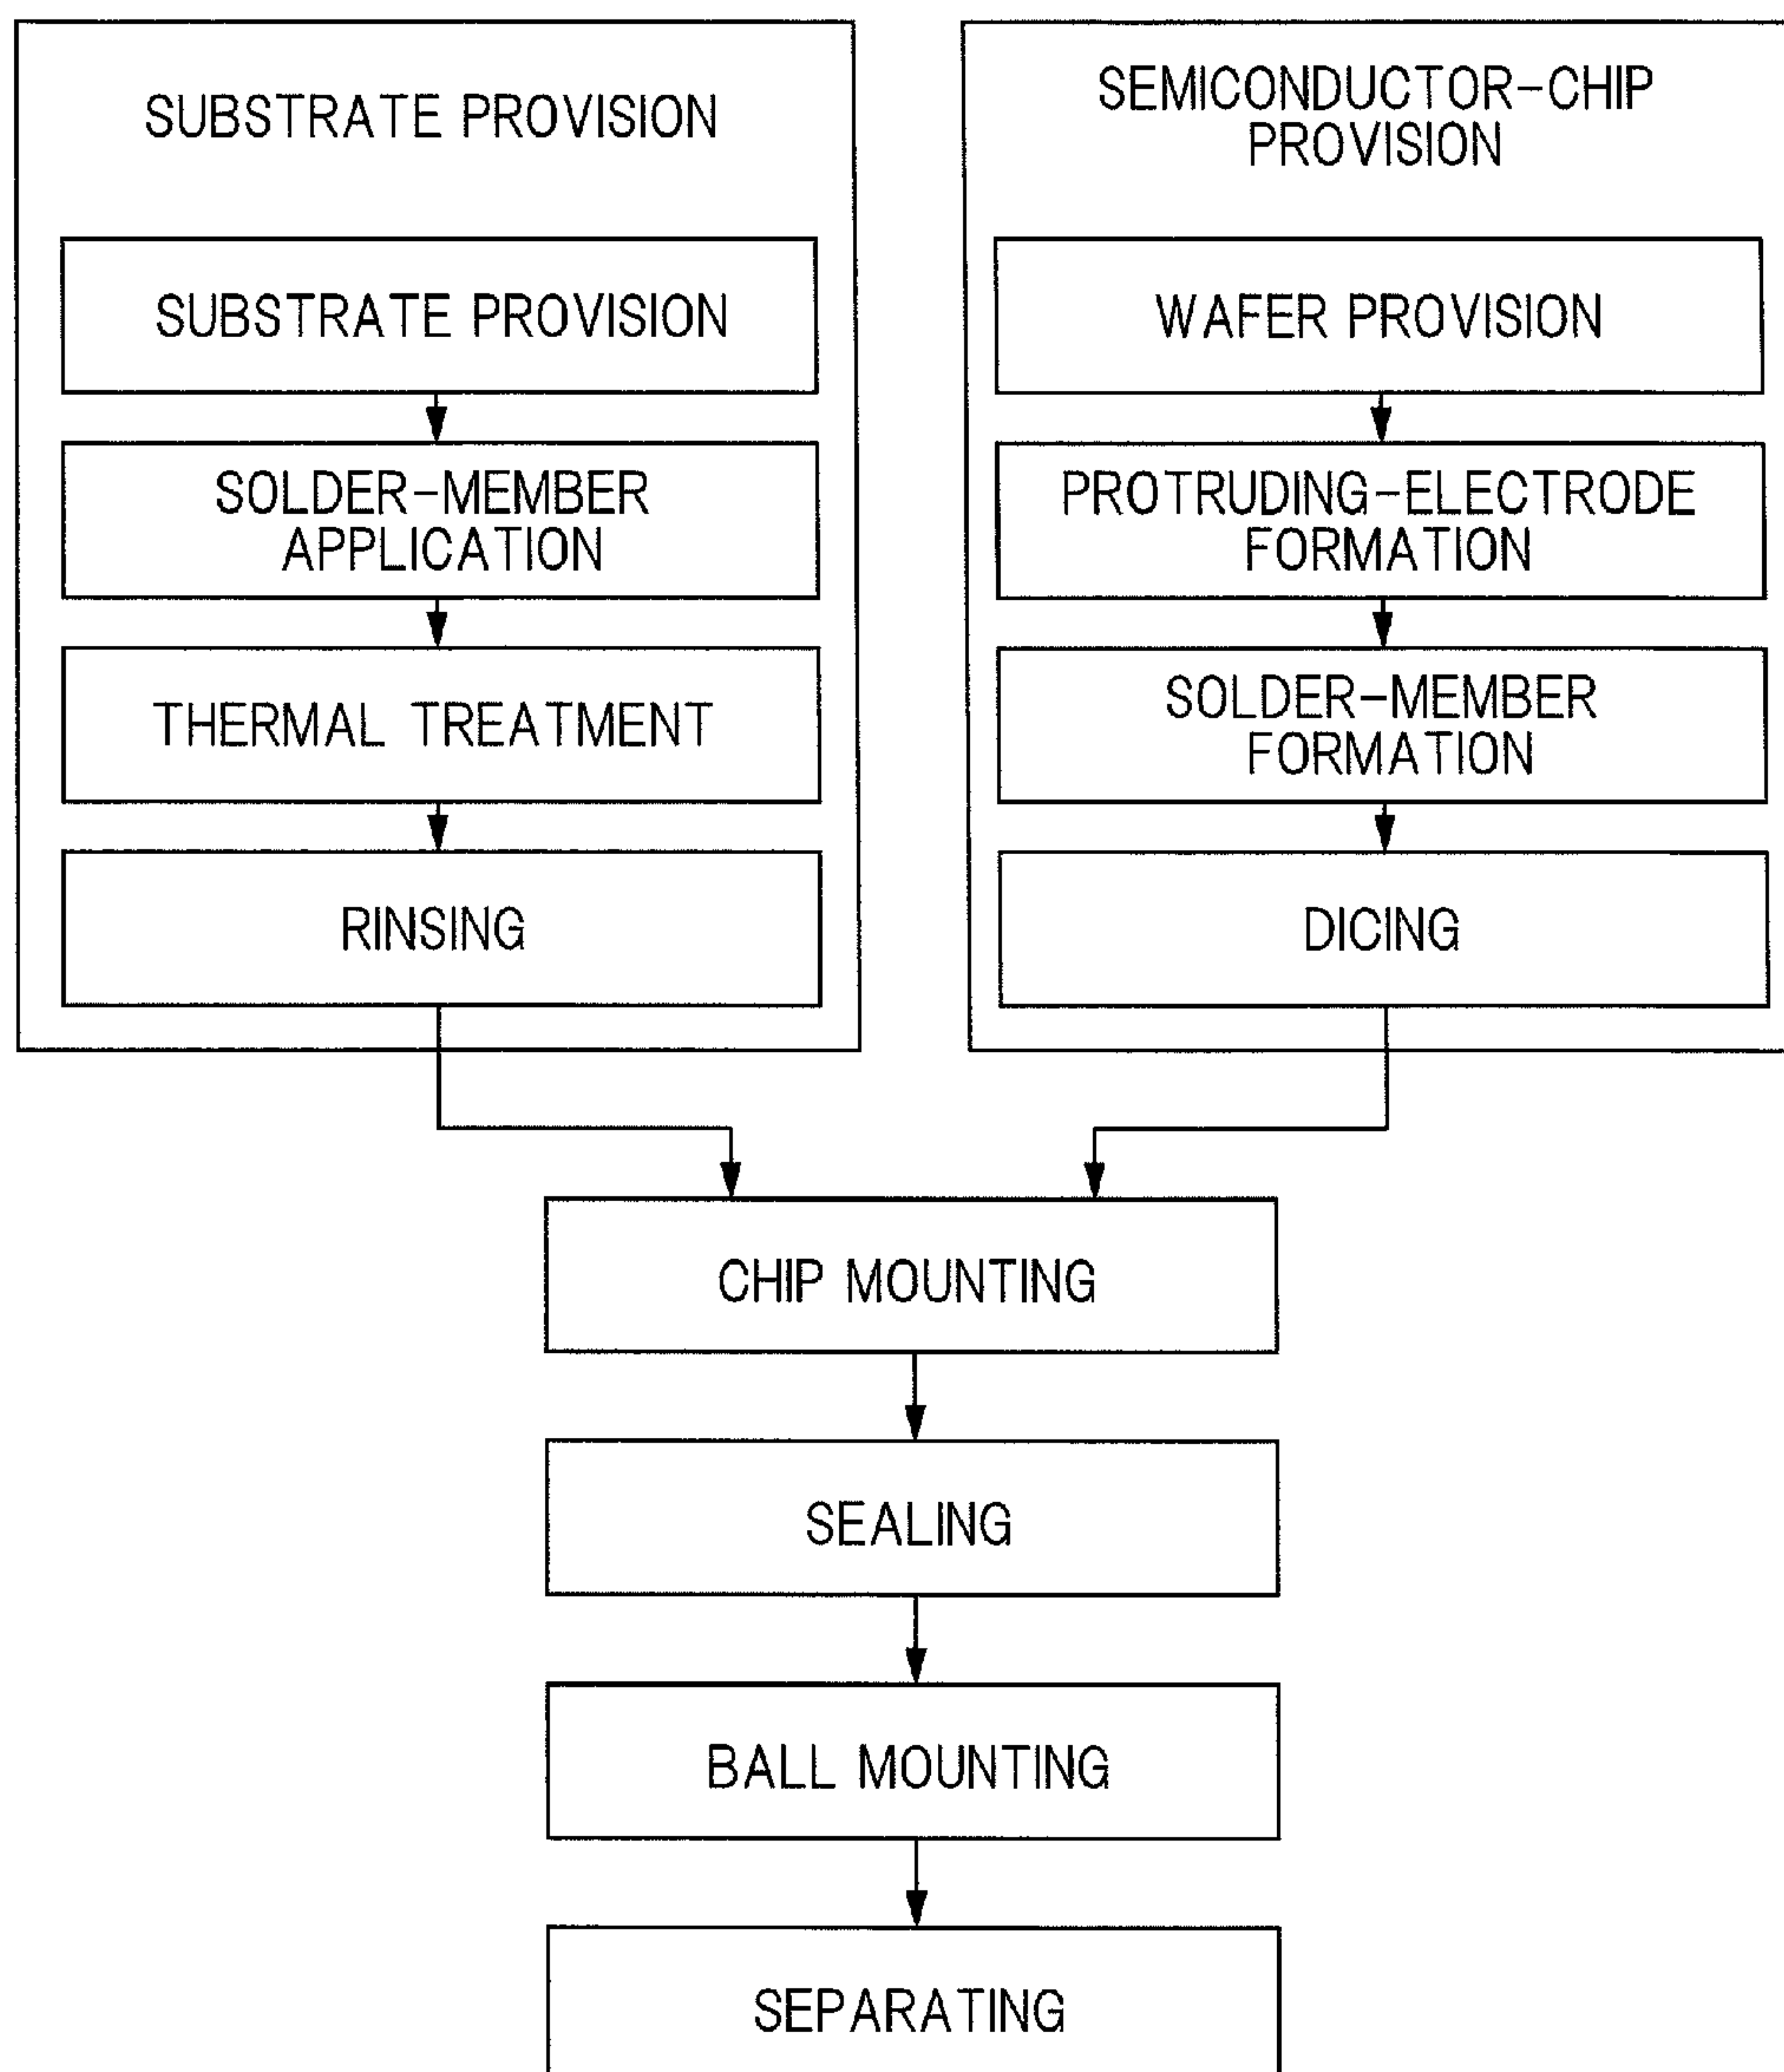 SUBSTRATE PROVISION
SUBSTRATE PROVISION
SOLDER-MEMBER
APPLICATION
THERMAL TREATMENT
RINSING
SEMICONDUCTOR-CHIP
PROVISION
WAFER PROVISION
PROTRUDING-ELECTRODE
FORMATION
SOLDER-MEMBER
FORMATION
DICING
CHIP MOUNTING
SEALING
BALL MOUNTING
SEPARATING